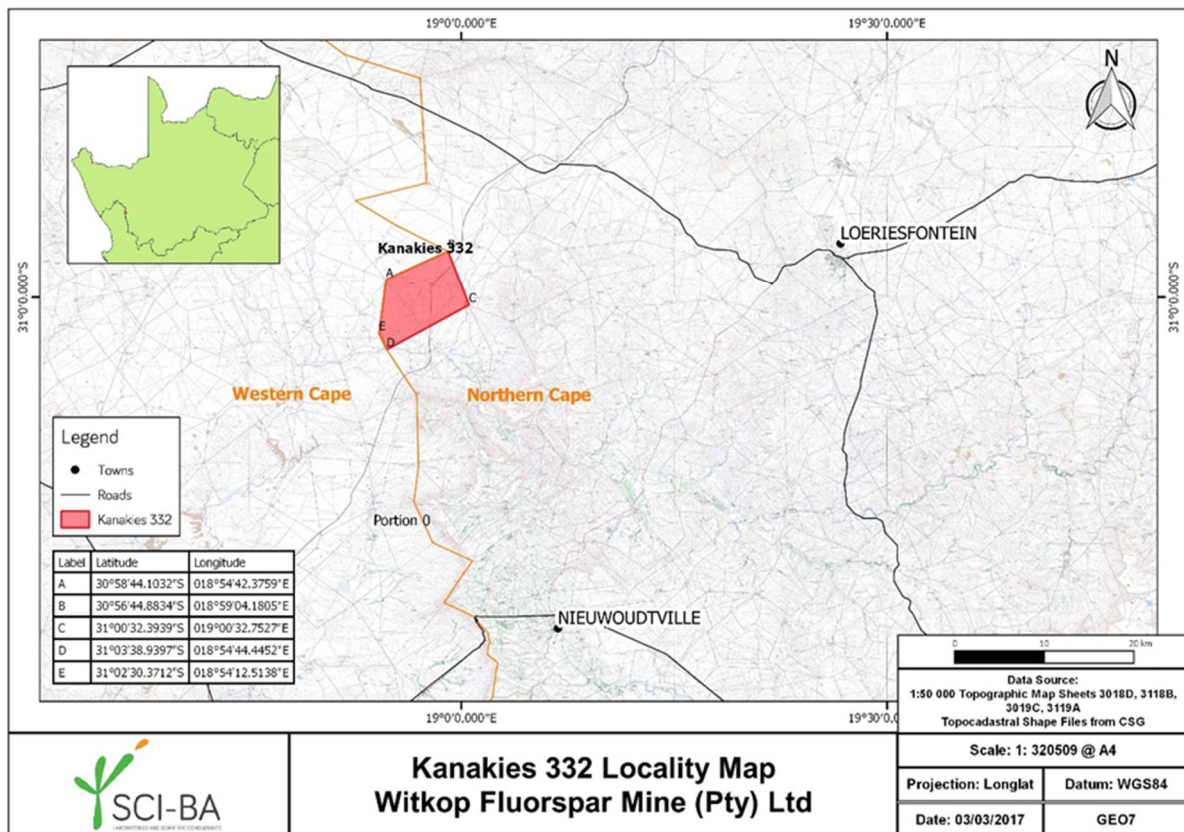 19°0'0.000"E
19°30'0.000"E
N
LOERIESFONTEIN
Kanakies 332
B
A
C
E
D
31°0'0.000"S
31°0'0.000"S
Western Cape
Northern Cape
Legend
Towns
Roads
Kanakies 332
Portion 0
Label Latitude Longitude
A 30°58'44.1032"S 018°54'42.3759"E
B 30°56'44.8834"S 018°59'04.1805"E
C 31°00'32.3939"S 019°00'32.7527"E
D 31°03'38.9397"S 018°54'44.4452"E
E 31°02'30.3712"S 018°54'12.5138"E
NIEUWOUDTVILLE
0 10 20 km
19°0'0.000"E
19°30'0.000"E
Data Source:
1:50 000 Topographic Map Sheets 3018D, 3118B,
3019C, 3119A
Topocadastral Shape Files from CSG
Scale: 1: 320509 @ A4
Projection: Longlat Datum: WGS84
Date: 03/03/2017 GEO7
SCI-BA
LABORATORIES AND SCIENTIFIC CONSULTANTS
Kanakies 332 Locality Map
Witkop Fluorspar Mine (Pty) Ltd